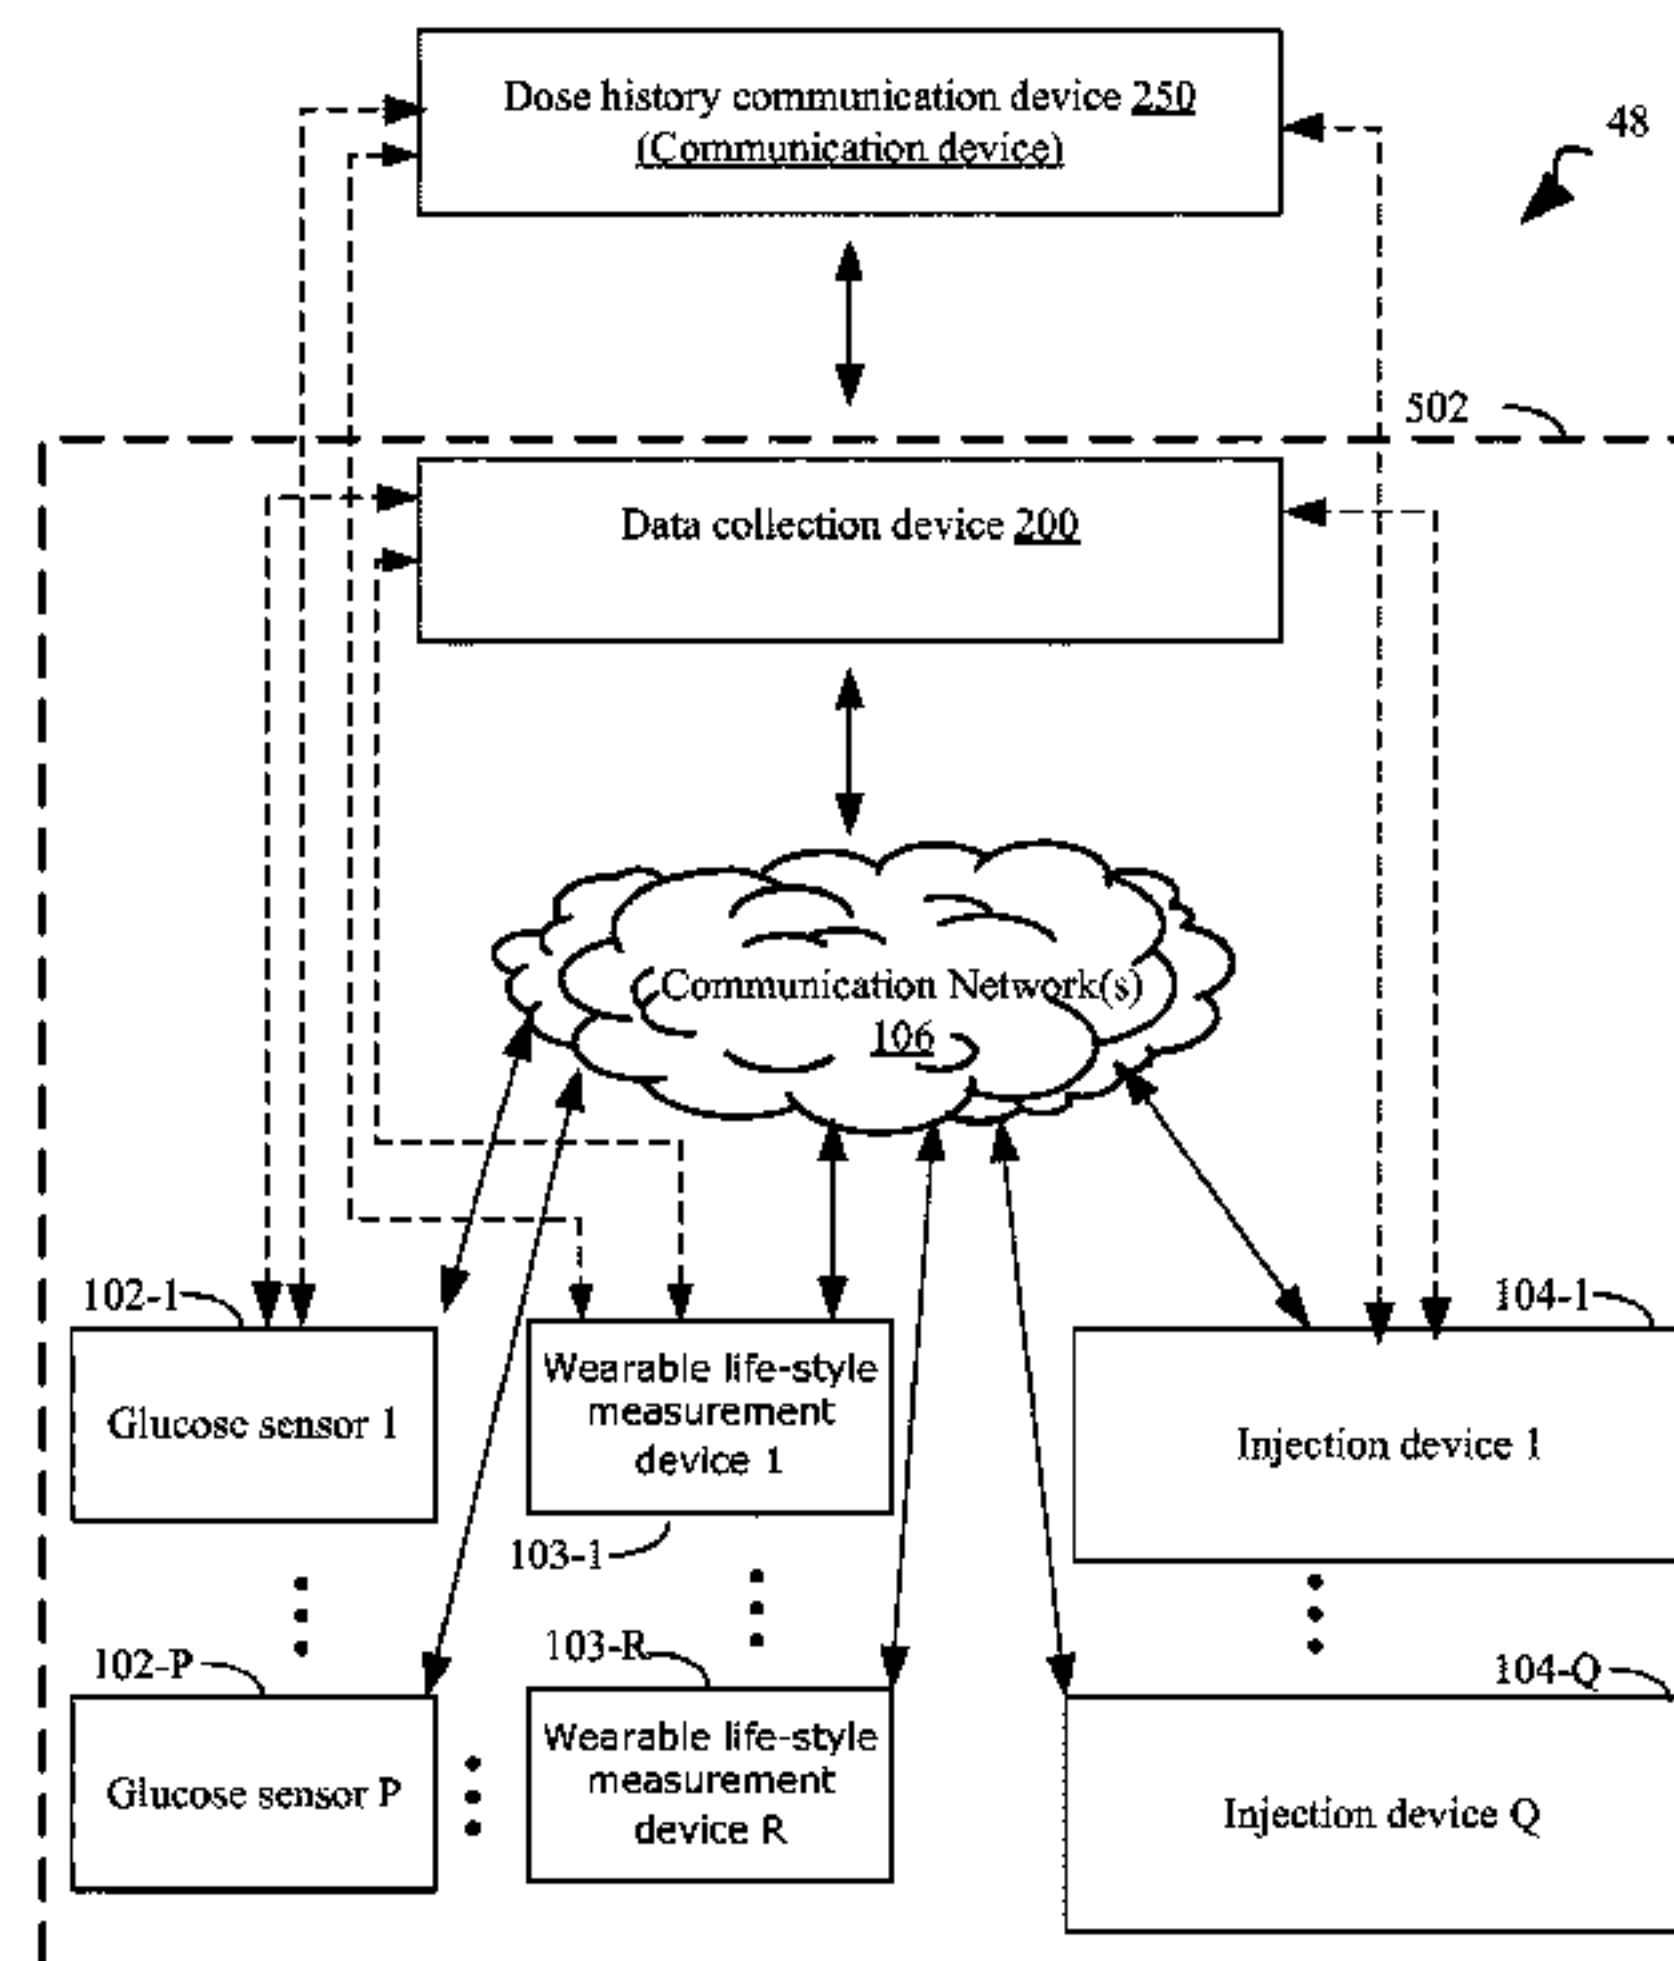 Dose history communication device 250
(Communication device)
48
502
Data collection device 200
Communication Network(s)
106
102-1
104-1
Glucose sensor 1
Wearable life-style
measurement
device 1
Injection device 1
103-1
102-P
103-R
104-Q
Glucose sensor P
Wearable life-style
measurement
device R
Injection device Q